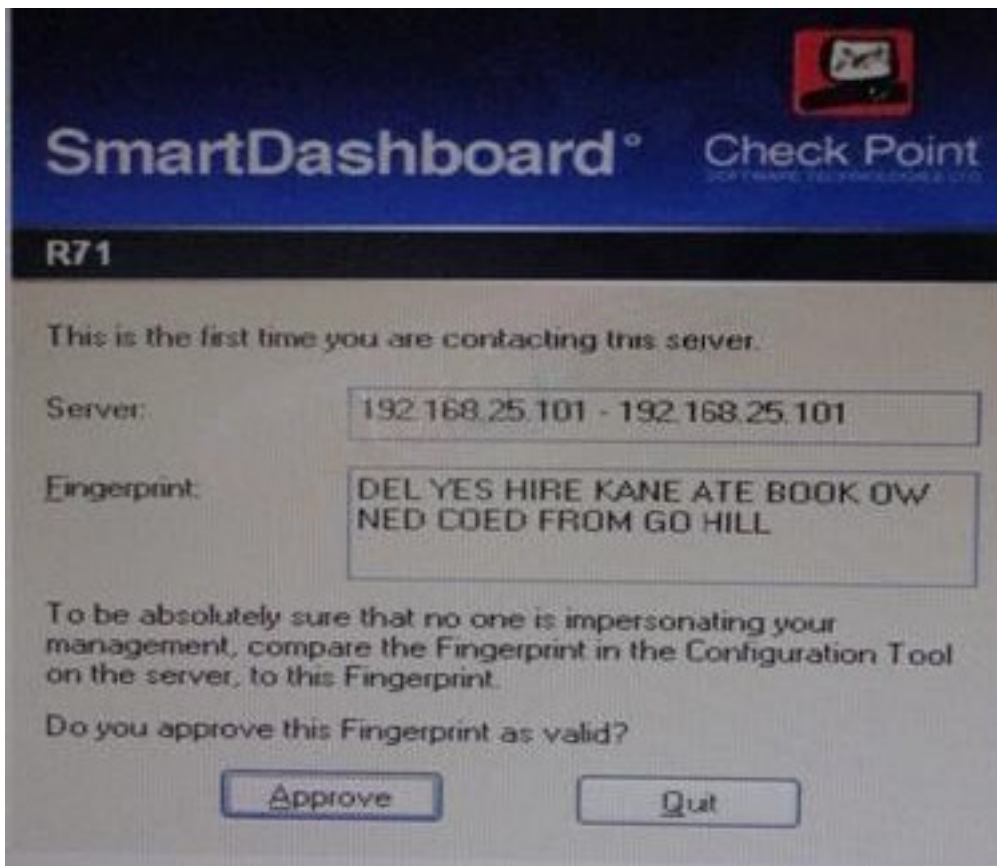 SmartDashboard°
Check Point
SOFTWARE TECHNOLOGIES LTD.
R71
This is the first time you are contacting this server.
Server:
192.168.25.101 - 192.168.25.101
Fingerprint:
DEL YES HIRE KANE ATE BOOK OW
NED COED FROM GO HILL
To be absolutely sure that no one is impersonating your
management, compare the Fingerprint in the Configuration Tool
on the server, to this Fingerprint.
Do you approve this Fingerprint as valid?
Approve
Quit